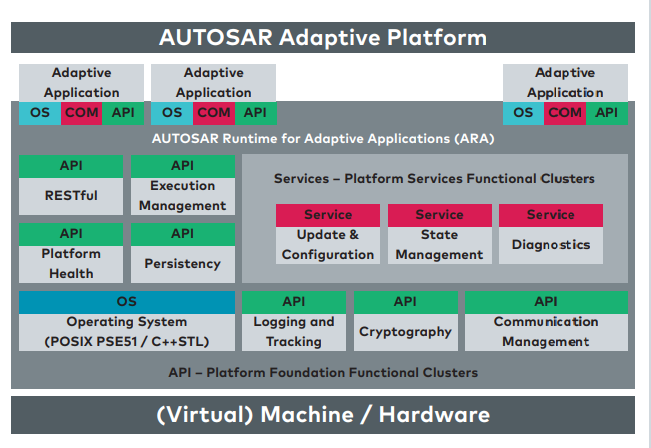 AUTOSAR Adaptive Platform
Adaptive
Application
OS COM API
Adaptive
Application
OS COM API
Adaptive
Application
OS COM API
AUTOSAR Runtime for Adaptive Applications (ARA)
API
RESTful
API
Execution
Management
Services – Platform Services Functional Clusters
Service
Update &
Configuration
Service
State
Management
Service
Diagnostics
API
Platform
Health
API
Persistency
OS
Operating System
(POSIX PSE51 / C++STL)
API
Logging and
Tracking
API
Cryptography
API
Communication
Management
API – Platform Foundation Functional Clusters
(Virtual) Machine / Hardware